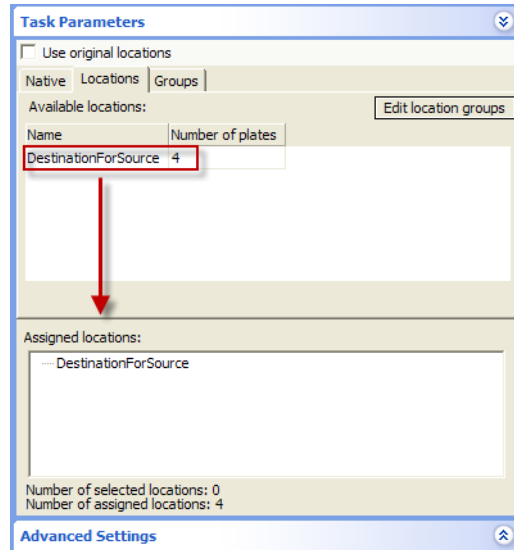 Task Parameters
Use original locations
Native Locations Groups
Available locations: Edit location groups
Name Number of plates
DestinationForSource 4
Assigned locations:
DestinationForSource
Number of selected locations: 0
Number of assigned locations: 4
Advanced Settings